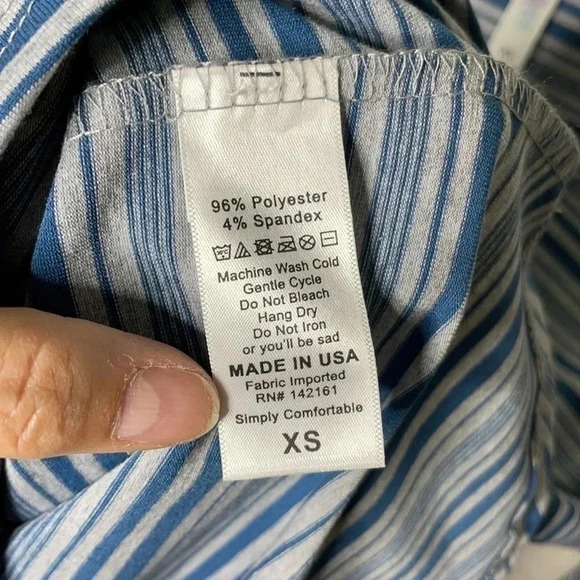 96% Polyester
4% Spandex
Machine Wash Cold
Gentle Cycle
Do Not Bleach
Hang Dry
Do Not Iron
or you'll be sad
MADE IN USA
Fabric Imported
RN# 142161
Simply Comfortable
XS